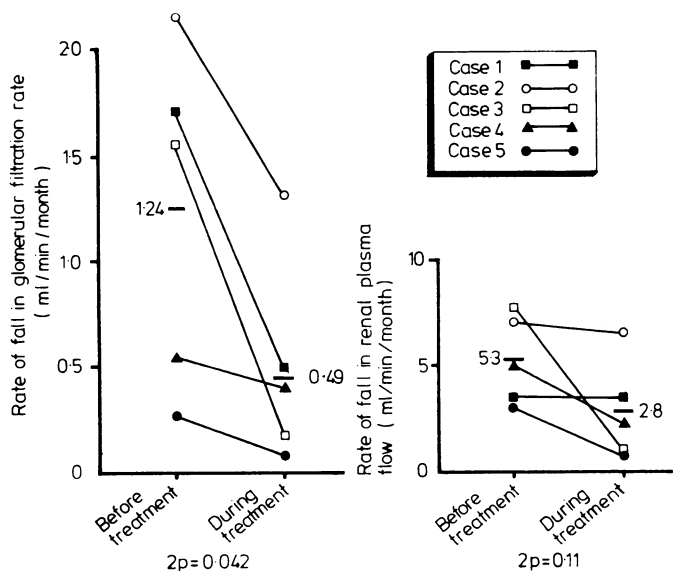 Rate of fall in glomerular filtration rate
( ml/min/month)
2·0
1·5
1·0
0·5
0
1·24
0·49
Before
treatment
During
treatment
2p=0·042
Case 1
Case 2
Case 3
Case 4
Case 5
Rate of fall in renal plasma
flow ( ml/min/month)
10
5
0
5·3
2·8
Before
treatment
During
treatment
2p=0·11